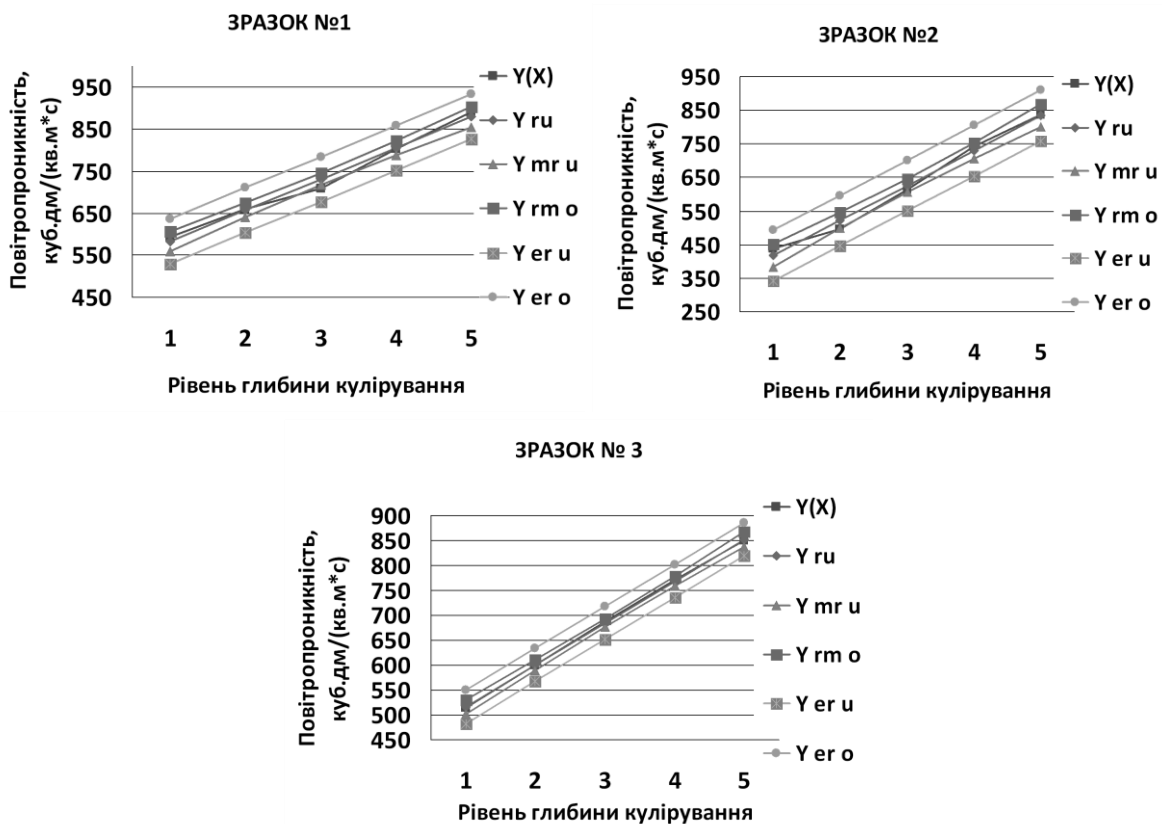 ЗРАЗОК №1
Повітропроникність,
куб.дм/(кв.м*с)
950
850
750
650
550
450
1 2 3 4 5
Рівень глибини кулірування
Y(X)
Y ru
Y mr u
Y rm o
Y er u
Y er o
ЗРАЗОК №2
Повітропроникність,
куб.дм/(кв.м*с)
950
850
750
650
550
450
350
250
1 2 3 4 5
Рівень глибини кулірування
Y(X)
Y ru
Y mr u
Y rm o
Y er u
Y er o
ЗРАЗОК № 3
Повітропроникність,
куб.дм/(кв.м*с)
900
850
800
750
700
650
600
550
500
450
1 2 3 4 5
Рівень глибини кулірування
Y(X)
Y ru
Y mr u
Y rm o
Y er u
Y er o